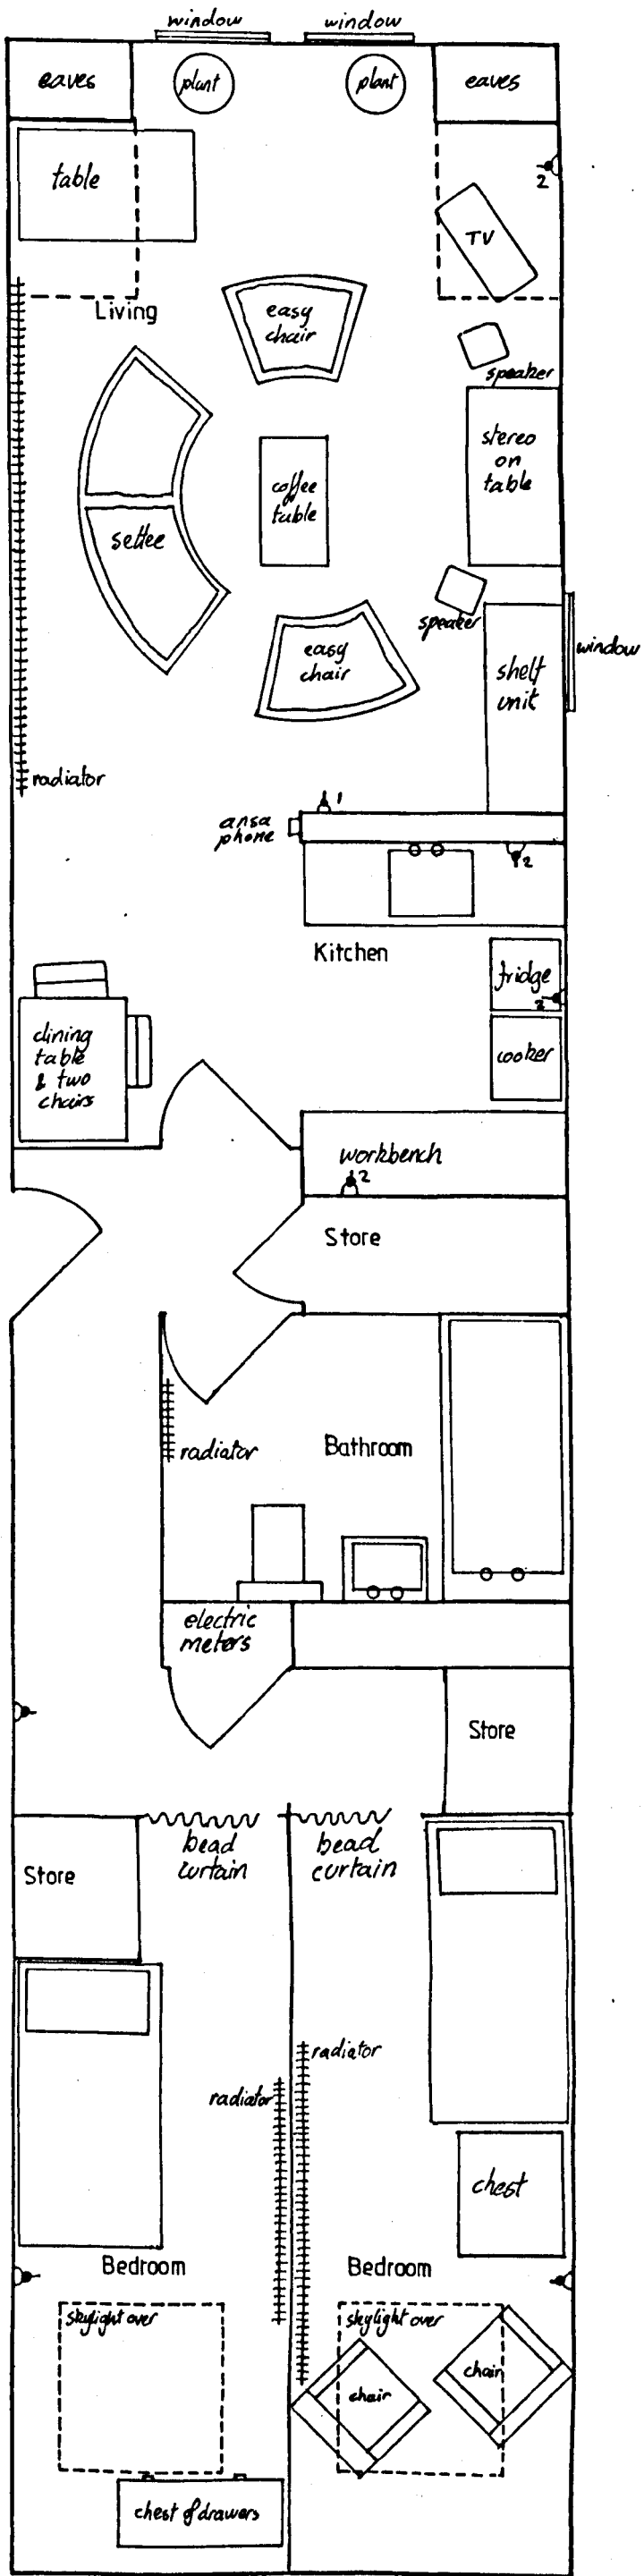 window
window
eaves
plant
plant
eaves
table
2
TV
Living
easy
chair
speaker
stereo
on
table
coffee
table
settee
speaker
easy
chair
shelf
unit
window
radiator
1
ansa
phone
2
Kitchen
fridge
2
dining
table
& two
chairs
cooker
workbench
2
Store
radiator
Bathroom
electric
meters
Store
bead
curtain
bead
curtain
Store
radiator
radiator
chest
Bedroom
Bedroom
skylight over
skylight over
chair
chair
chest of drawers